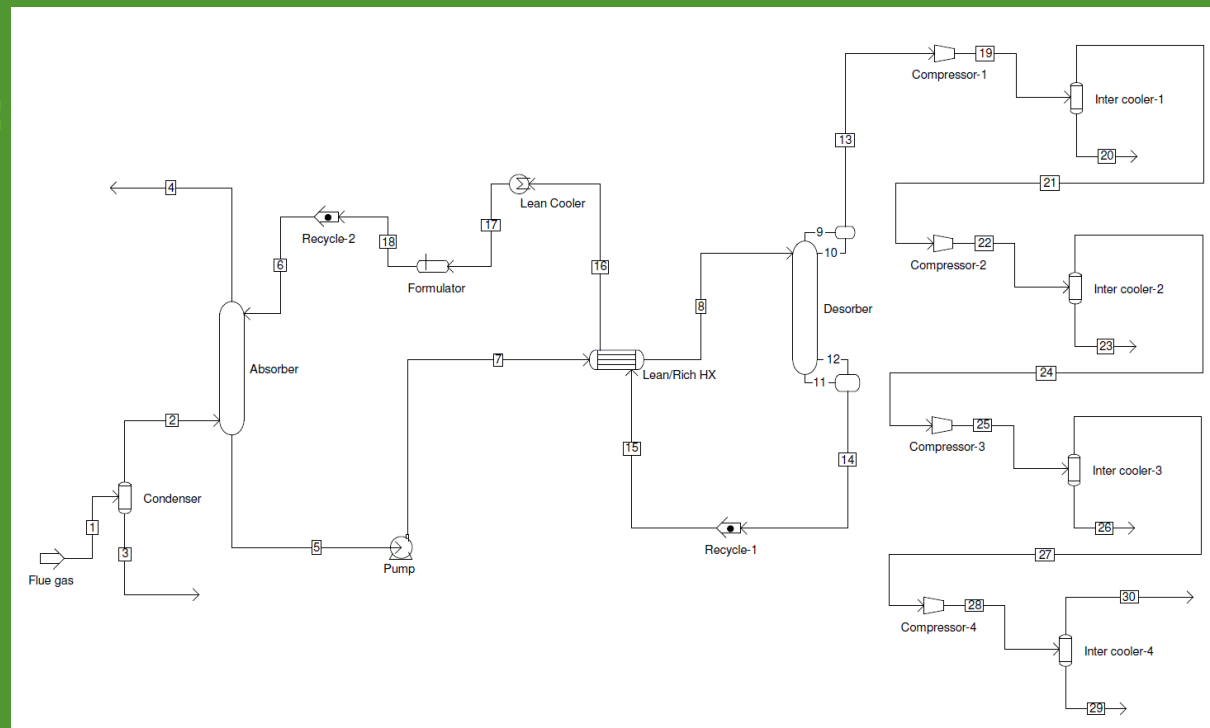 19
Compressor-1
Inter cooler-1
13
20
4
21
17
Lean Cooler
Recycle-2
18
9
10
22
Compressor-2
6
16
Formulator
Inter cooler-2
8
Desorber
23
7
12
Absorber
Lean/Rich HX
11
24
2
25
Compressor-3
15
14
Inter cooler-3
Condenser
1
26
5
Recycle-1
3
27
Pump
Flue gas
28
30
Compressor-4
Inter cooler-4
29